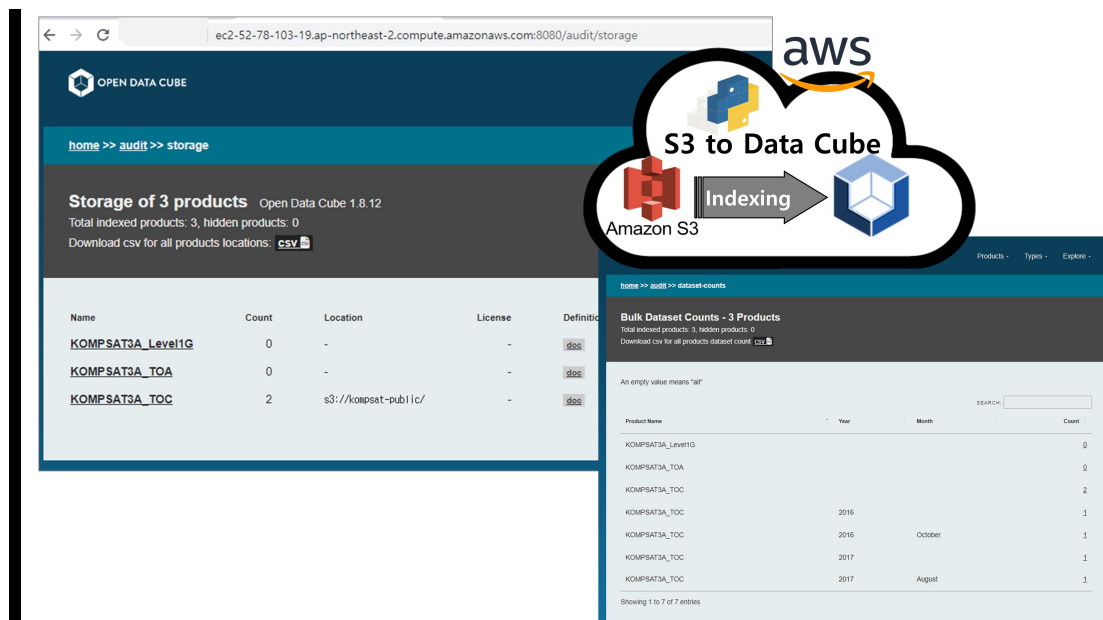 ec2-52-78-103-19.ap-northeast-2.compute.amazonaws.com:8080/audit/storage
OPEN DATA CUBE
home >> audit >> storage
Storage of 3 products Open Data Cube 1.8.12
Total indexed products: 3, hidden products: 0
Download csv for all products locations: csv
Name Count Location License Definitio
KOMPSAT3A_Level1G 0 - - doc
KOMPSAT3A_TOA 0 - - doc
KOMPSAT3A_TOC 2 s3://kompsat-public/ - doc
aws
S3 to Data Cube
Indexing
Amazon S3
Products Types Explore
home >> audit >> dataset-counts
Bulk Dataset Counts - 3 Products
Total indexed products: 3, hidden products: 0
Download csv for all products dataset count csv
An empty value means "all"
SEARCH:
Product Name Year Month Count
KOMPSAT3A_Level1G 0
KOMPSAT3A_TOA 0
KOMPSAT3A_TOC 2
KOMPSAT3A_TOC 2016 1
KOMPSAT3A_TOC 2016 October 1
KOMPSAT3A_TOC 2017 1
KOMPSAT3A_TOC 2017 August 1
Showing 1 to 7 of 7 entries